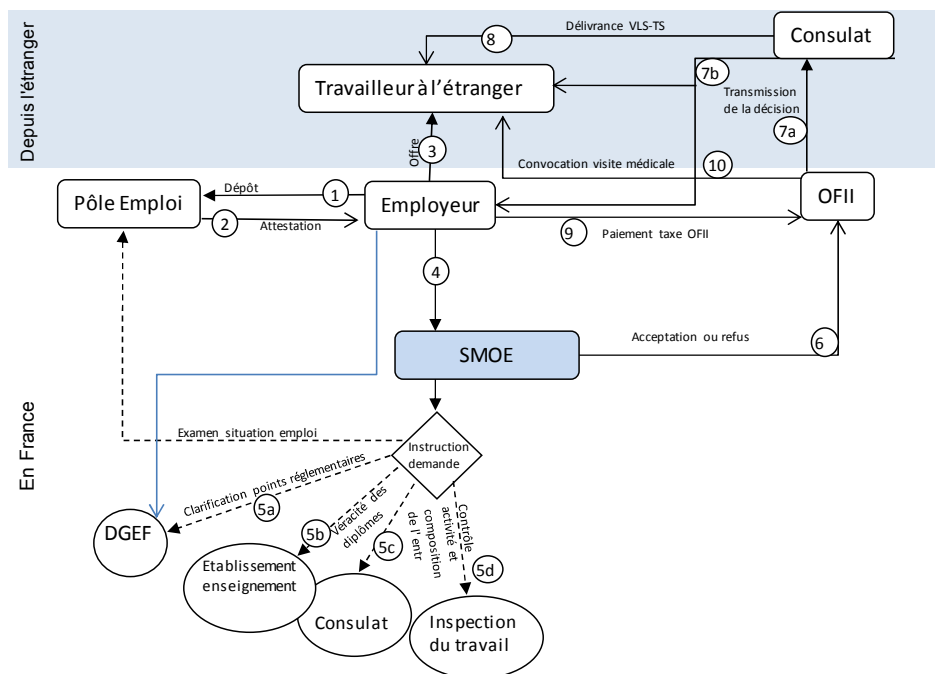 Depuis l'étranger
8
Délivrance VLS-TS
Consulat
Travailleur à l'étranger
7b
Transmission
de la décision
7a
Offre
3
Convocation visite médicale
10
Pôle Emploi
Dépôt
1
Employeur
OFII
2
Attestation
9
Paiement taxe OFII
4
SMOE
Acceptation ou refus
6
En France
Examen situation emploi
Instruction
demande
Clarification points réglementaires
5a
DGEF
5b
Véracité des
diplômes
5c
Contrôle
activité et
composition
de l'entr
5d
Etablissement
enseignement
Consulat
Inspection
du travail